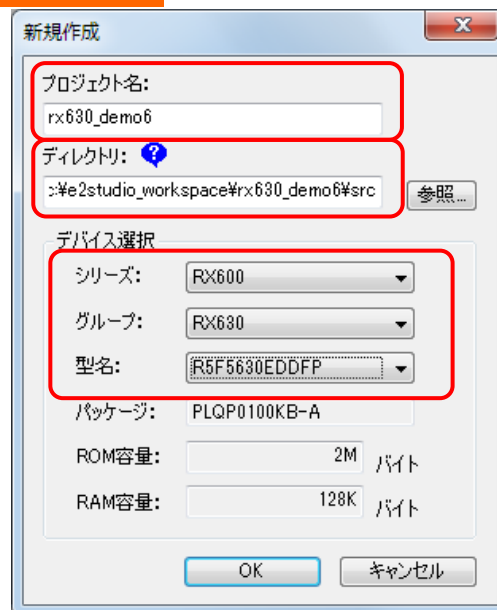 新規作成
プロジェクト名:
rx630_demo6
ディレクトリ:
:¥e2studio_workspace¥rx630_demo6¥src
参照...
デバイス選択
シリーズ: RX600
グループ: RX630
型名: R5F5630EDDFP
パッケージ: PLQP0100KB-A
ROM容量: 2M バイト
RAM容量: 128K バイト
OK キャンセル